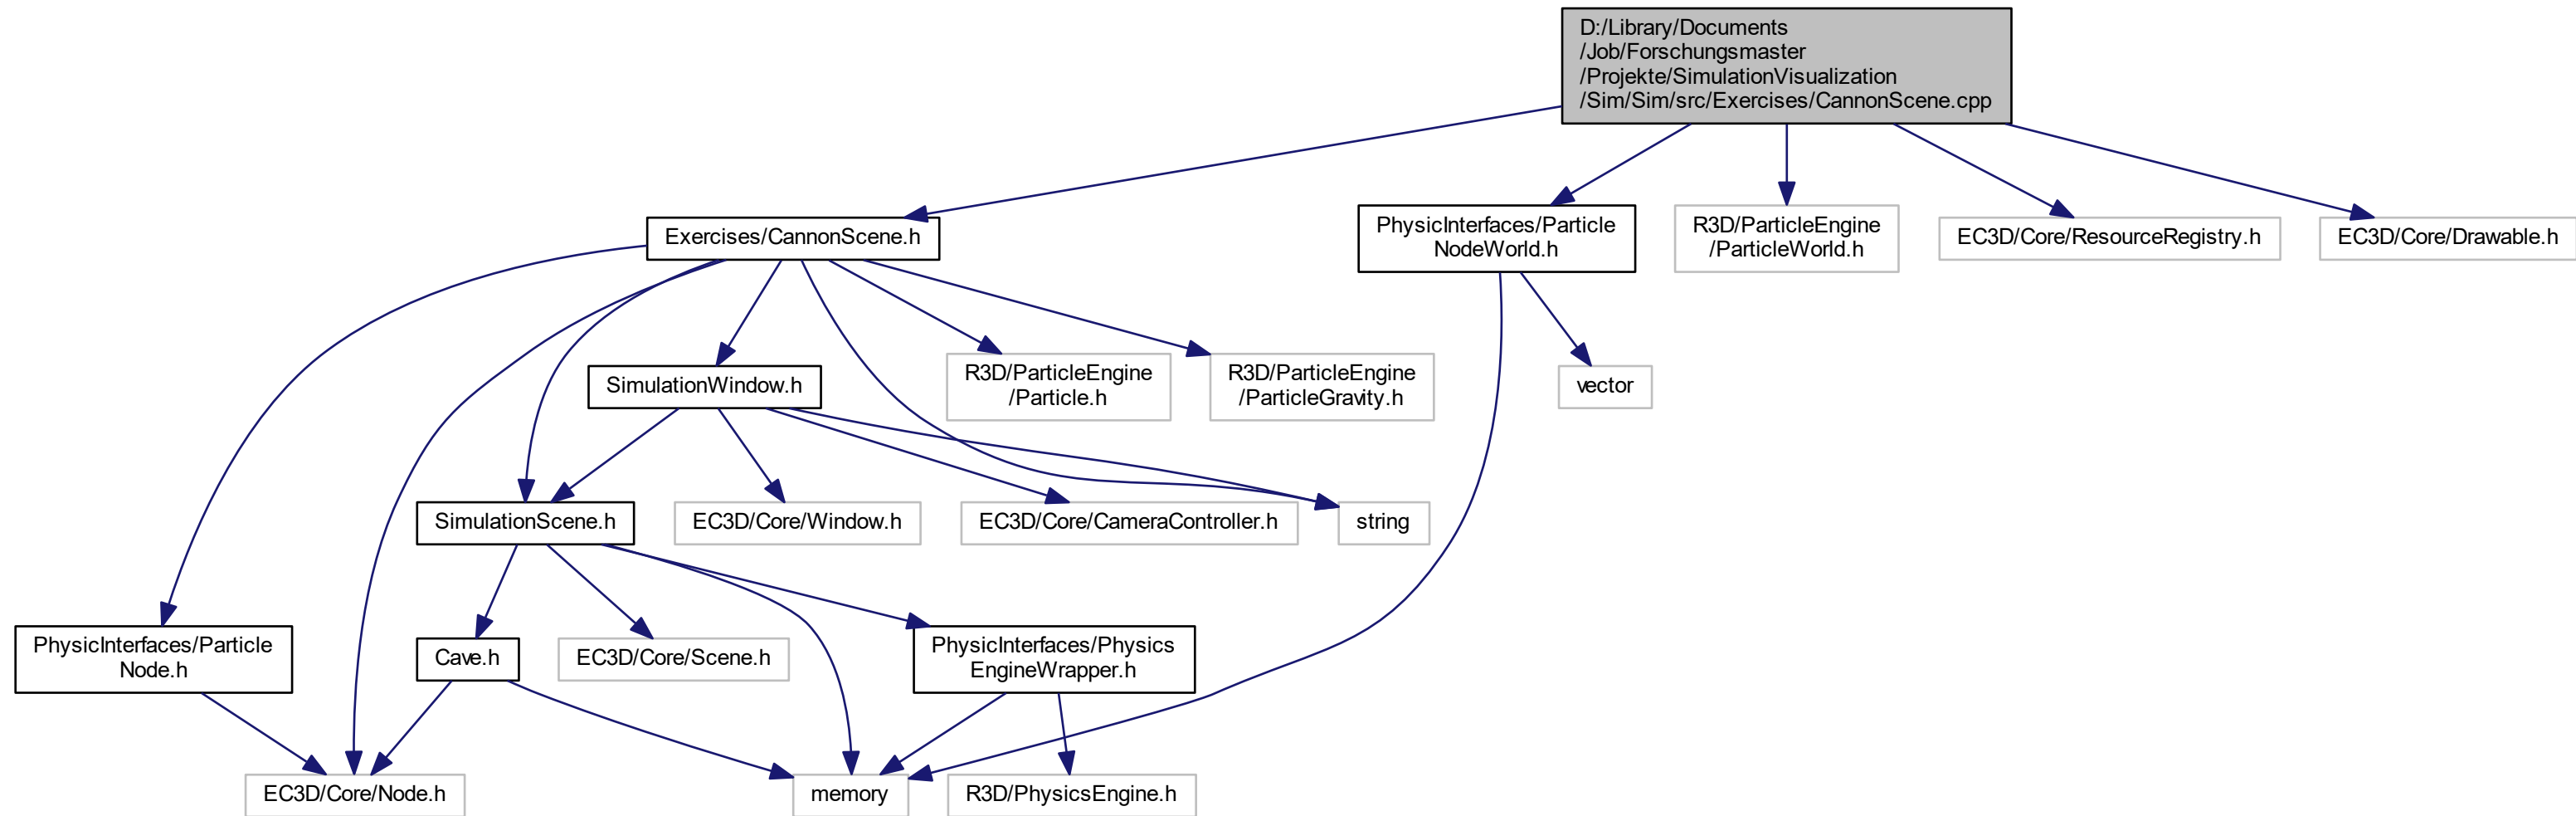 D:/Library/Documents
/Job/Forschungsmaster
/Projekte/SimulationVisualization
/Sim/Sim/src/Exercises/CannonScene.cpp
Exercises/CannonScene.h
PhysicInterfaces/Particle
NodeWorld.h
R3D/ParticleEngine
/ParticleWorld.h
EC3D/Core/ResourceRegistry.h
EC3D/Core/Drawable.h
SimulationWindow.h
R3D/ParticleEngine
/Particle.h
R3D/ParticleEngine
/ParticleGravity.h
vector
SimulationScene.h
EC3D/Core/Window.h
EC3D/Core/CameraController.h
string
PhysicInterfaces/Particle
Node.h
Cave.h
EC3D/Core/Scene.h
PhysicInterfaces/Physics
EngineWrapper.h
EC3D/Core/Node.h
memory
R3D/PhysicsEngine.h